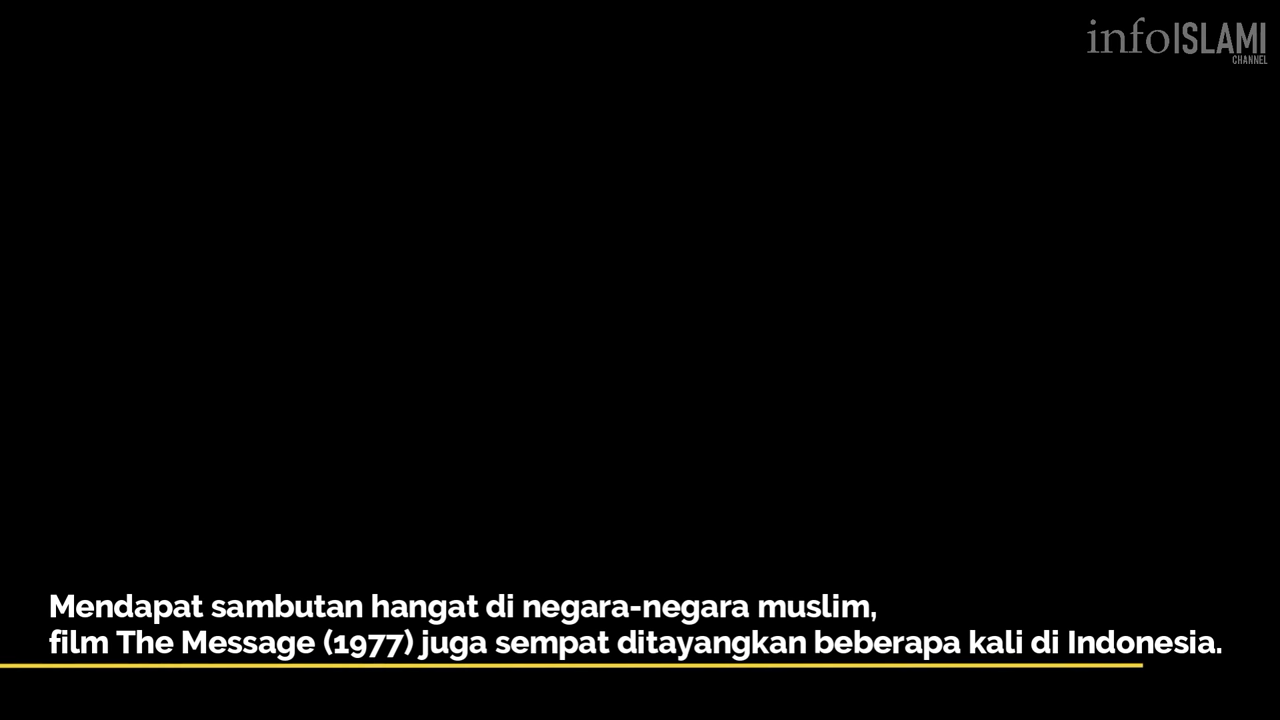 infoISLAMI
CHANNEL
Mendapat sambutan hangat di negara-negara muslim,
film The Message (1977) juga sempat ditayangkan beberapa kali di Indonesia.